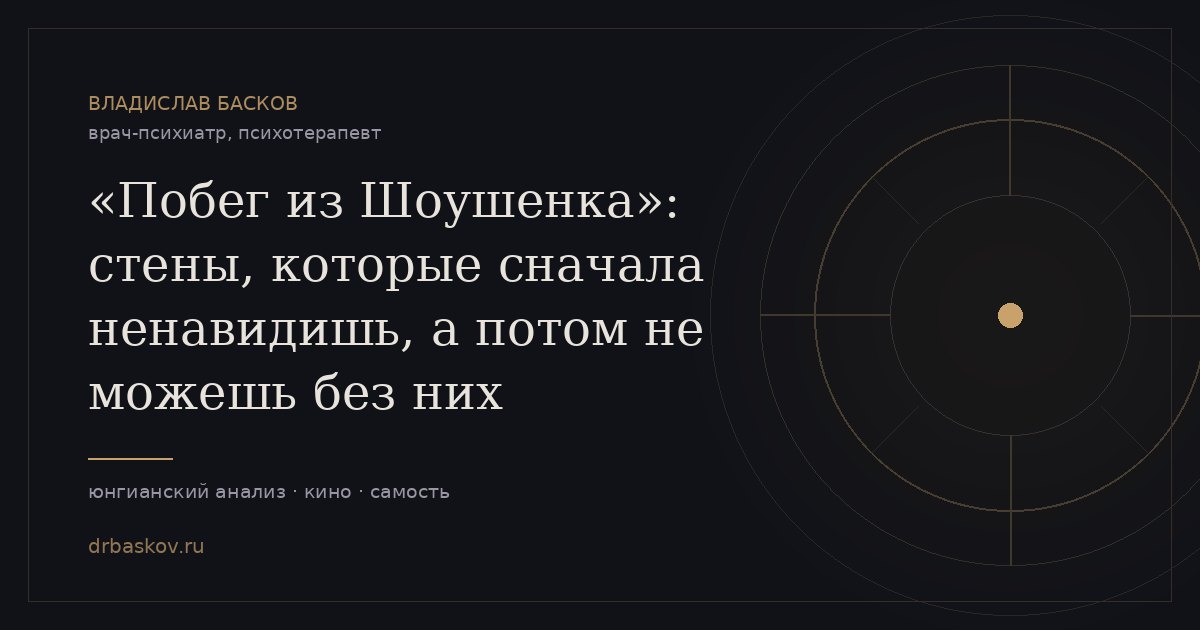 ВЛАДИСЛАВ БАСКОВ
врач-психиатр, психотерапевт
«Побег из Шоушенка»:
стены, которые сначала
ненавидишь, а потом не
можешь без них
юнгианский анализ · кино · самость
drbaskov.ru